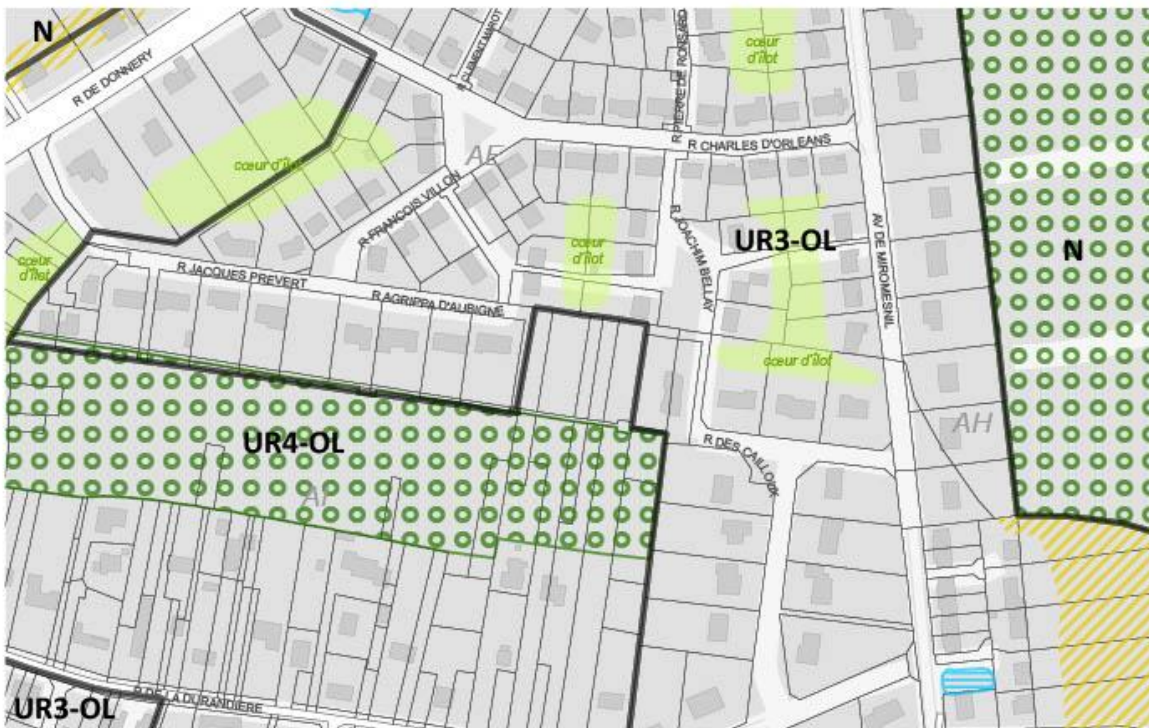 N
R DE DONNERY
R CLEMENT MAROT
R PIERRE DE RONSARD
cœur
d'îlot
R CHARLES D'ORLEANS
cœur d'îlot
AE
R FRANCOIS VILLON
cœur
d'îlot
R JACQUES PREVERT
R AGRIPPA D'AUBIGNE
cœur
d'îlot
R JOACHIM BELLAY
UR3-OL
AV DE MIROMESNIL
N
cœur d'îlot
UR4-OL
AI
R DES CAILLOUX
AH
UR3-OL
R DE LA DURANDIERE